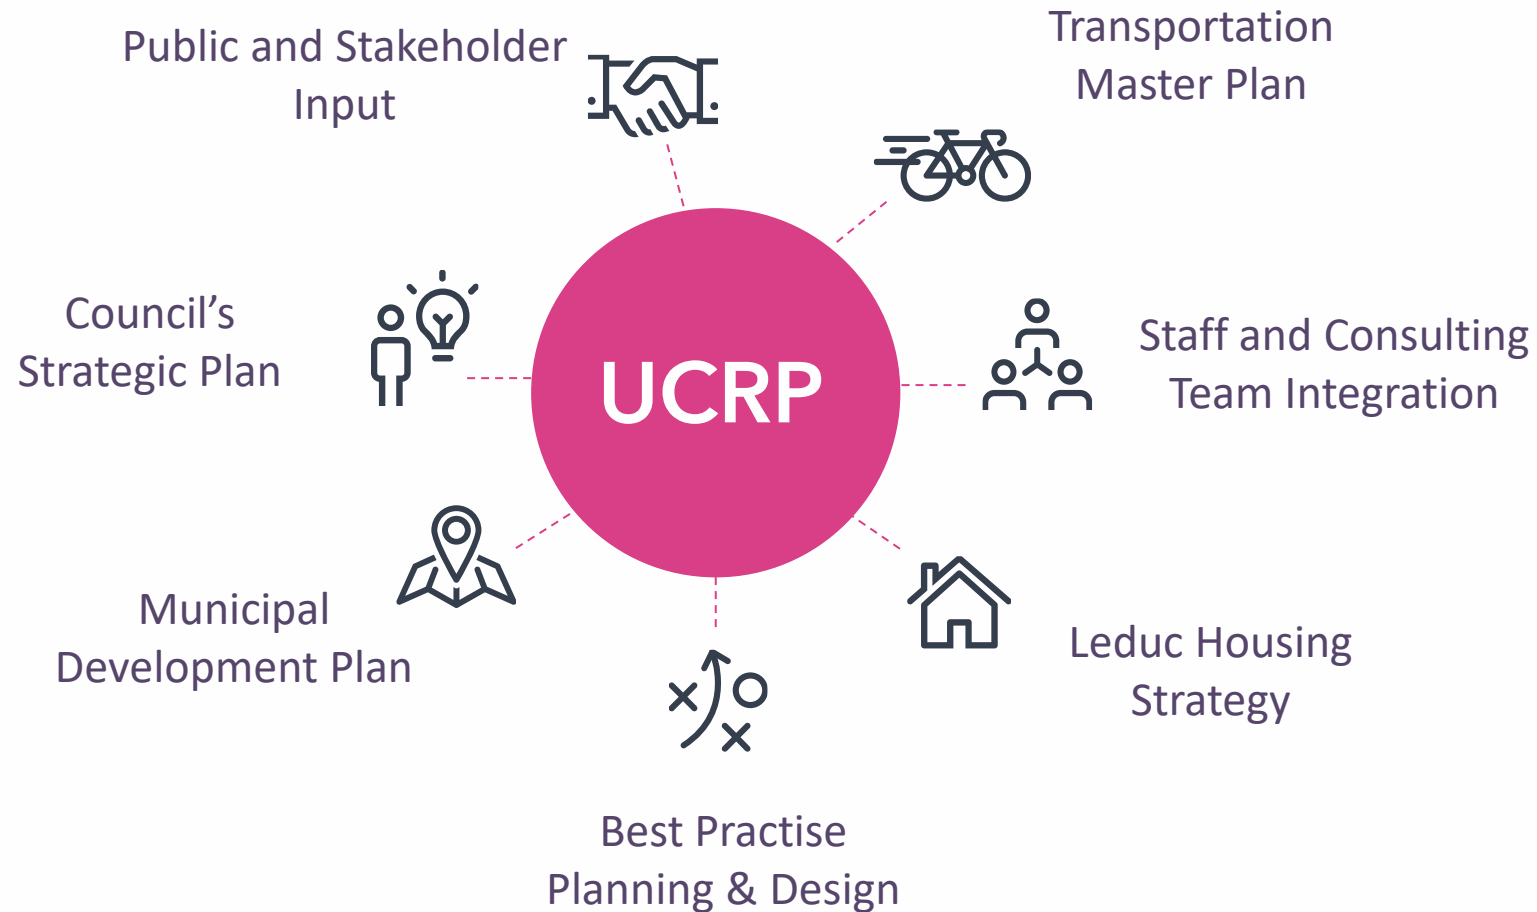 Public and Stakeholder
Input
Transportation
Master Plan
Council’s
Strategic Plan
UCRP
Staff and Consulting
Team Integration
Municipal
Development Plan
Leduc Housing
Strategy
Best Practise
Planning & Design